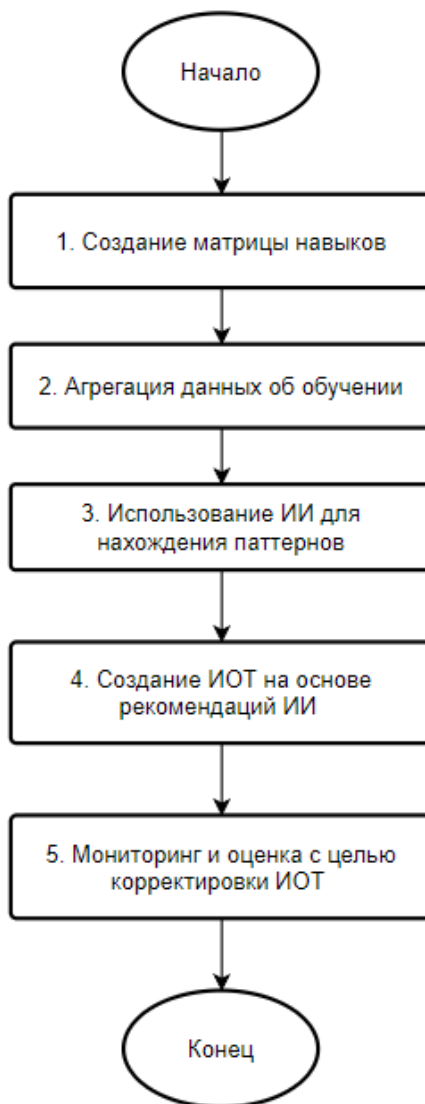 Начало
1. Создание матрицы навыков
2. Агрегация данных об обучении
3. Использование ИИ для
нахождения паттернов
4. Создание ИОТ на основе
рекомендаций ИИ
5. Мониторинг и оценка с целью
корректировки ИОТ
Конец